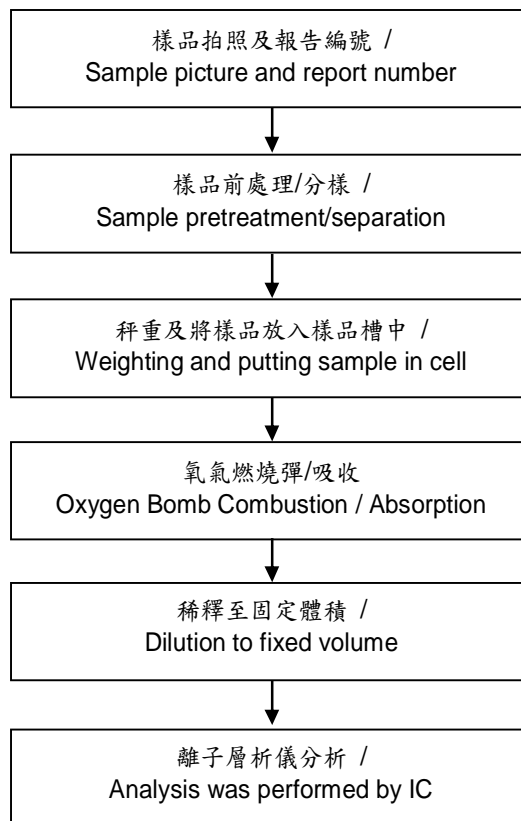 樣品拍照及報告編號 /
Sample picture and report number
樣品前處理/分樣 /
Sample pretreatment/separation
秤重及將樣品放入樣品槽中 /
Weighting and putting sample in cell
氧氣燃燒彈/吸收
Oxygen Bomb Combustion / Absorption
稀釋至固定體積 /
Dilution to fixed volume
離子層析儀分析 /
Analysis was performed by IC